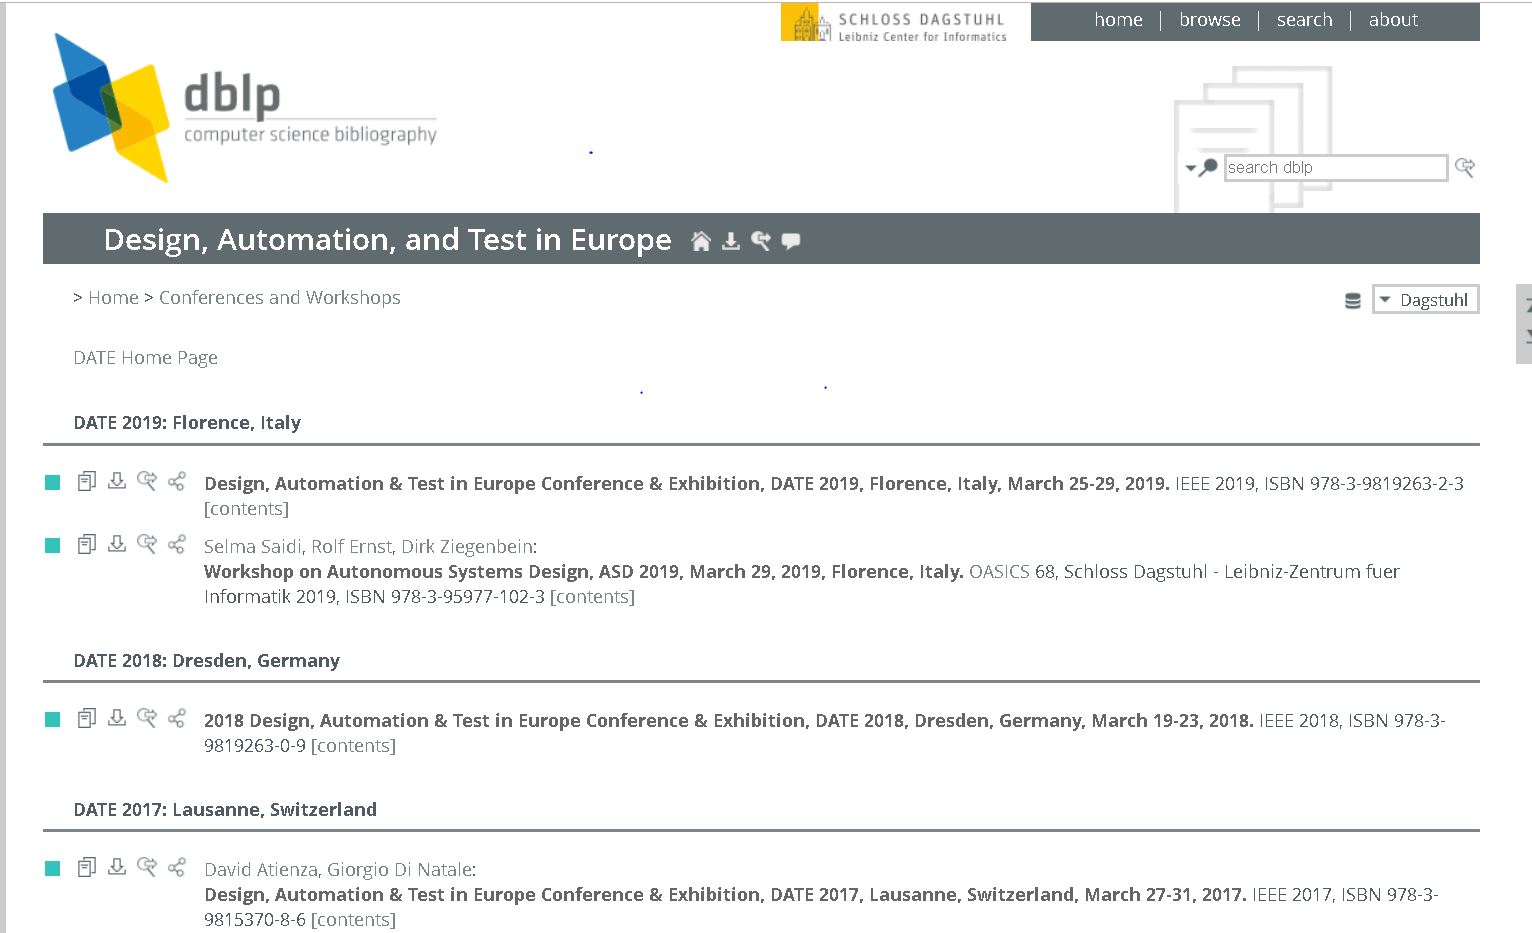 SCHLOSS DAGSTUHL
Leibniz Center for Informatics
home | browse | search | about
dblp
computer science bibliography
search dblp
Design, Automation, and Test in Europe
> Home > Conferences and Workshops
Dagstuhl
DATE Home Page
DATE 2019: Florence, Italy
Design, Automation & Test in Europe Conference & Exhibition, DATE 2019, Florence, Italy, March 25-29, 2019. IEEE 2019, ISBN 978-3-9819263-2-3
[contents]
Selma Saidi, Rolf Ernst, Dirk Ziegenbein:
Workshop on Autonomous Systems Design, ASD 2019, March 29, 2019, Florence, Italy. OASICS 68, Schloss Dagstuhl - Leibniz-Zentrum fuer
Informatik 2019, ISBN 978-3-95977-102-3 [contents]
DATE 2018: Dresden, Germany
2018 Design, Automation & Test in Europe Conference & Exhibition, DATE 2018, Dresden, Germany, March 19-23, 2018. IEEE 2018, ISBN 978-3-
9819263-0-9 [contents]
DATE 2017: Lausanne, Switzerland
David Atienza, Giorgio Di Natale:
Design, Automation & Test in Europe Conference & Exhibition, DATE 2017, Lausanne, Switzerland, March 27-31, 2017. IEEE 2017, ISBN 978-3-
9815370-8-6 [contents]